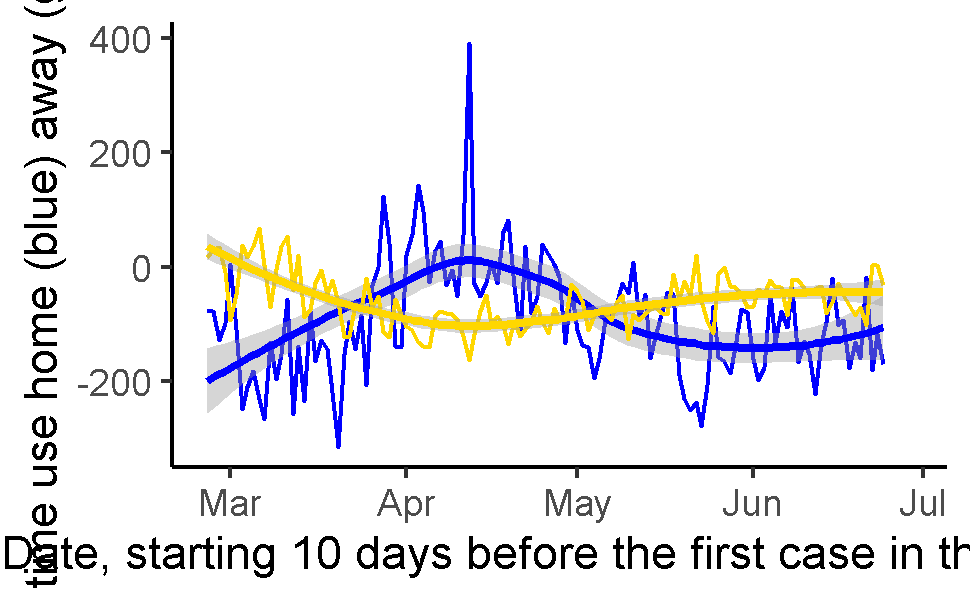 time use home (blue) away (
400
200
0
-200
Mar Apr May Jun Jul
Date, starting 10 days before the first case in th